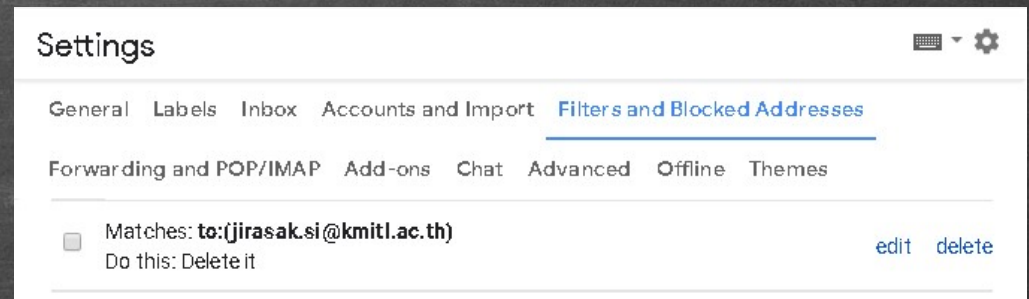 Settings
General Labels Inbox Accounts and Import Filters and Blocked Addresses
Forwarding and POP/IMAP Add-ons Chat Advanced Offline Themes
Matches: to:(jirasak.si@kmitl.ac.th)
Do this: Delete it
edit delete